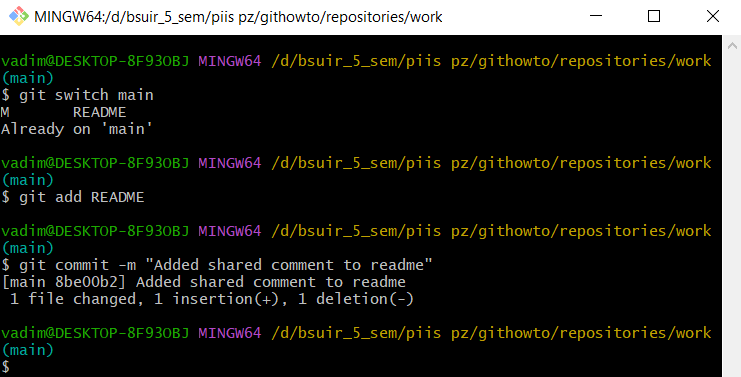 MINGW64:/d/bsuir_5_sem/piis pz/githowto/repositories/work
vadim@DESKTOP-8F93OBJ MINGW64 /d/bsuir_5_sem/piis pz/githowto/repositories/work
(main)
$ git switch main
M       README
Already on 'main'
vadim@DESKTOP-8F93OBJ MINGW64 /d/bsuir_5_sem/piis pz/githowto/repositories/work
(main)
$ git add README
vadim@DESKTOP-8F93OBJ MINGW64 /d/bsuir_5_sem/piis pz/githowto/repositories/work
(main)
$ git commit -m "Added shared comment to readme"
[main 8be00b2] Added shared comment to readme
 1 file changed, 1 insertion(+), 1 deletion(-)
vadim@DESKTOP-8F93OBJ MINGW64 /d/bsuir_5_sem/piis pz/githowto/repositories/work
(main)
$